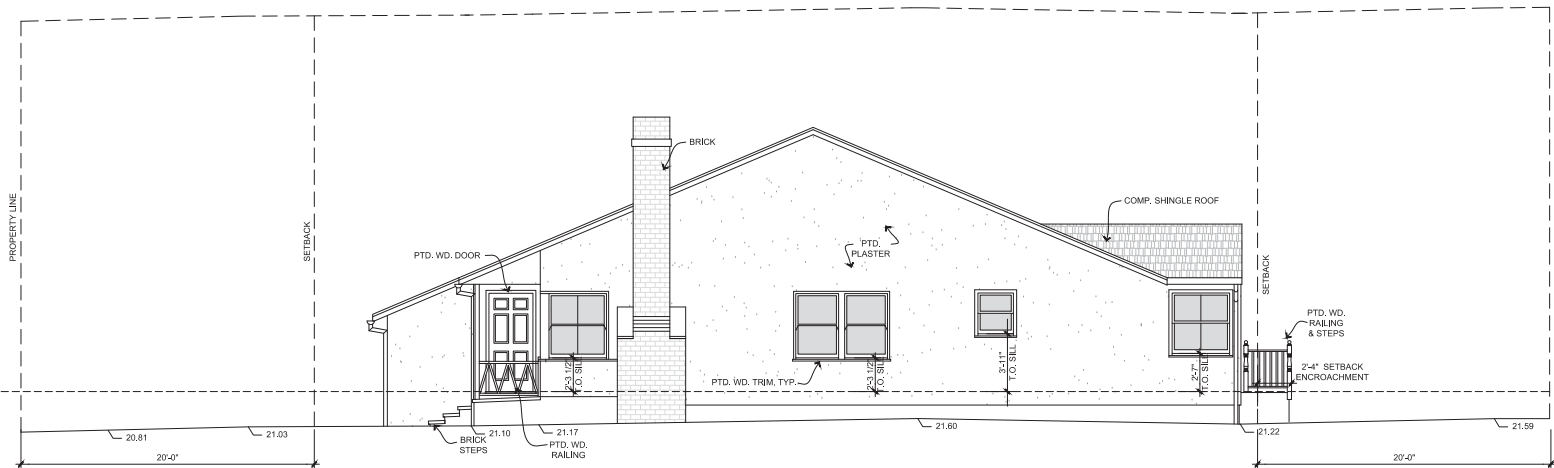 BRICK
COMP. SHINGLE ROOF
PROPERTY LINE
SETBACK
PTD. WD. DOOR
PTD.
PLASTER
SETBACK
PTD. WD.
RAILING
& STEPS
2'-3 1/2"
T.O. SILL
PTD. WD. TRIM, TYP.
2'-3 1/2"
T.O. SILL
3'-11"
T.O. SILL
2'-7"
T.O. SILL
2'-4" SETBACK
ENCROACHMENT
20.81
21.03
BRICK
STEPS
21.10
21.17
PTD. WD.
RAILING
21.60
21.22
21.59
20'-0"
20'-0"